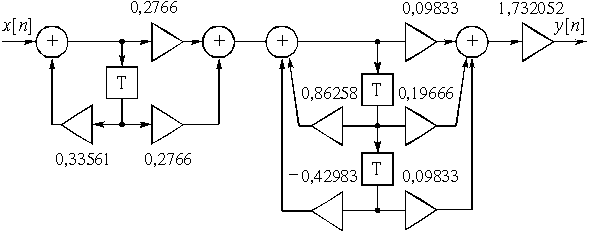 0,2766 0,09833 1,732052
x[n] y[n]
+ + + +
T T
0,86258 0,19666
0,33561 0,2766
T
−0,42983 0,09833